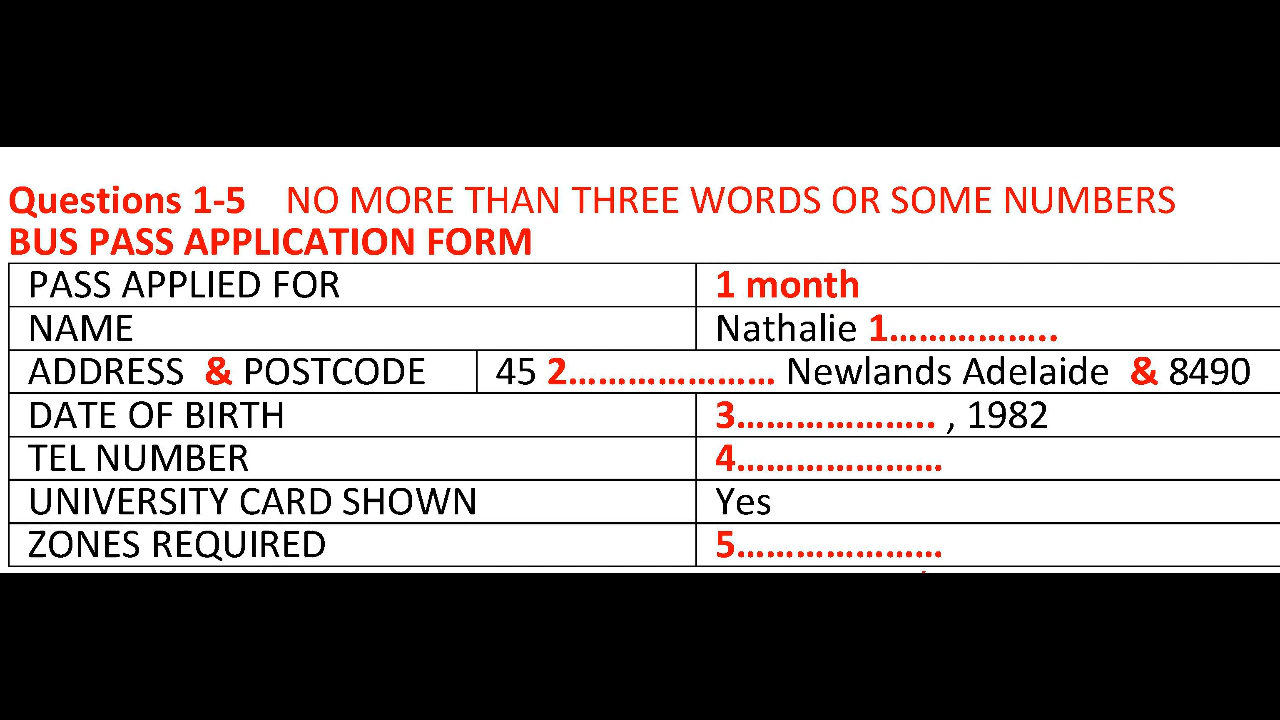 Questions 1-5 NO MORE THAN THREE WORDS OR SOME NUMBERS
BUS PASS APPLICATION FORM
PASS APPLIED FOR 1 month
NAME Nathalie 1……………..
ADDRESS & POSTCODE 45 2………………… Newlands Adelaide & 8490
DATE OF BIRTH 3……………….. , 1982
TEL NUMBER 4…………………
UNIVERSITY CARD SHOWN Yes
ZONES REQUIRED 5…………………